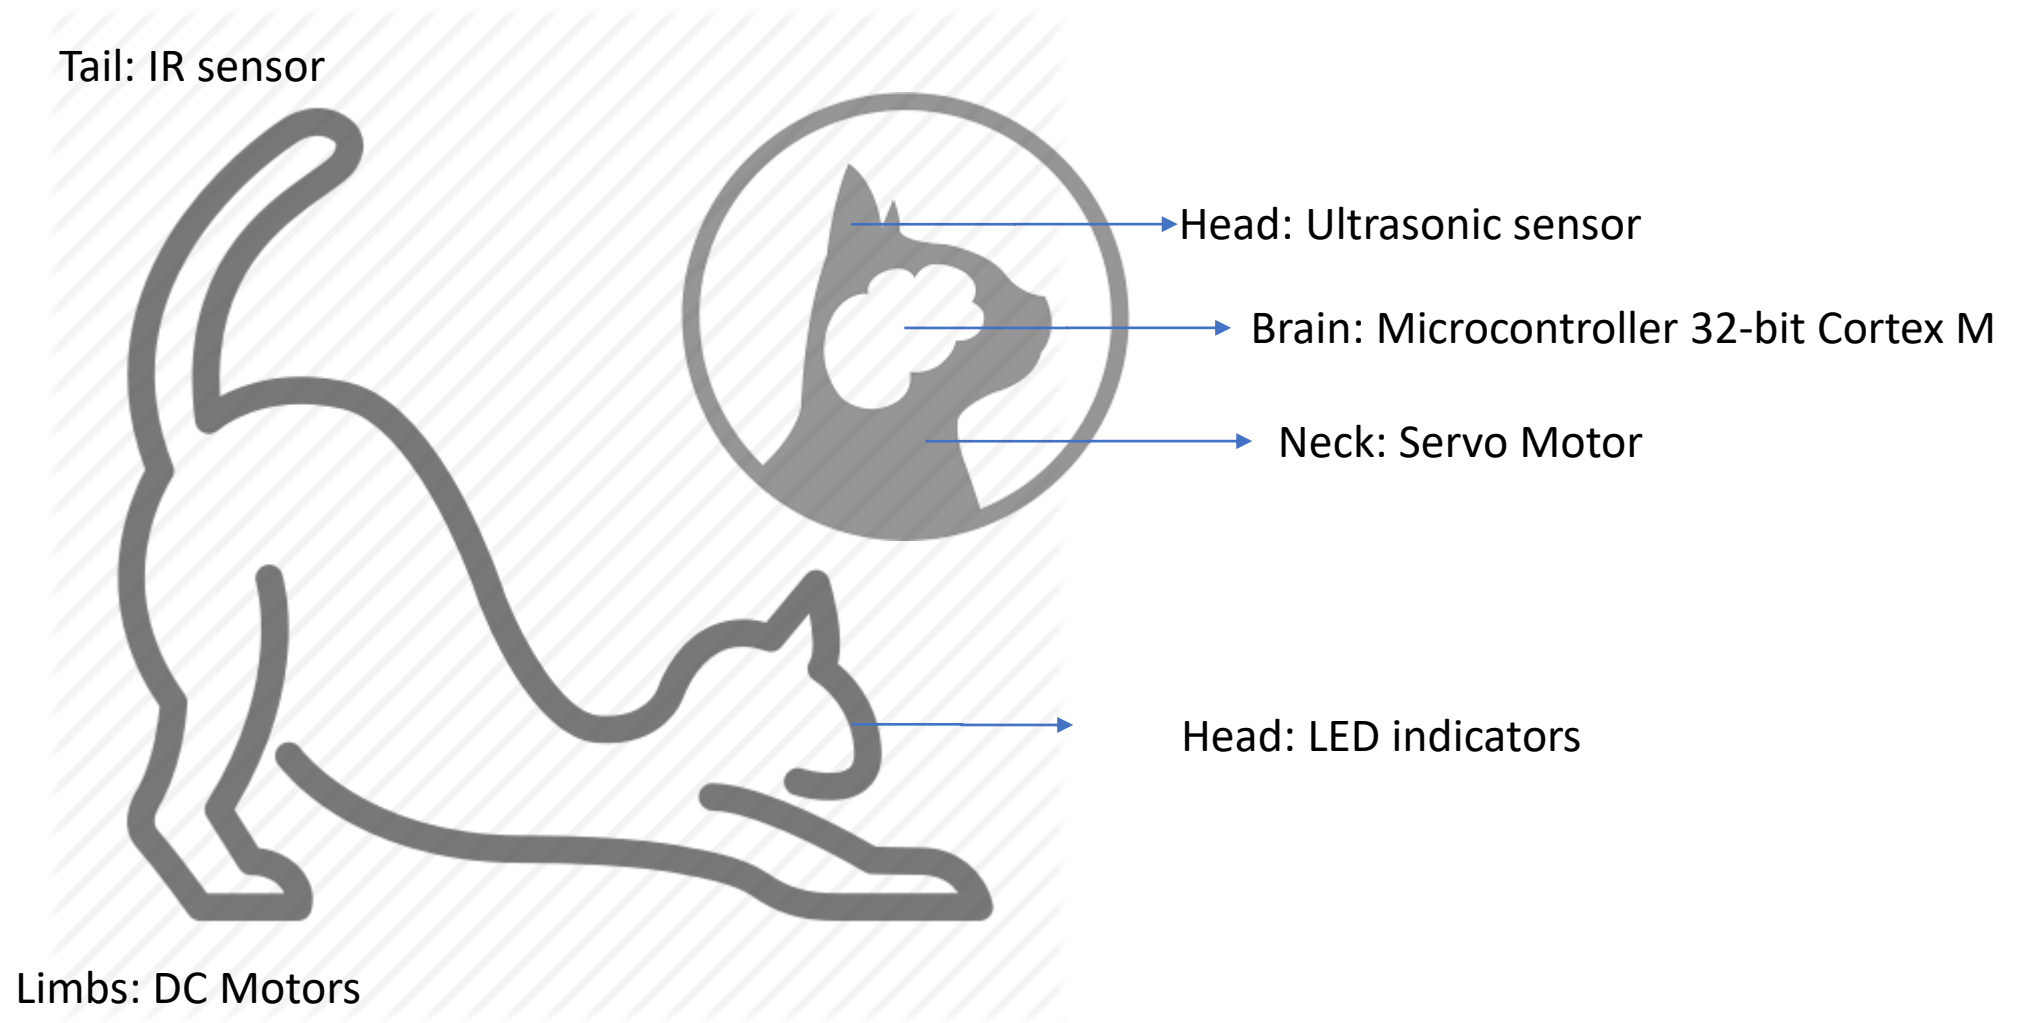 Tail: IR sensor
Head: Ultrasonic sensor
Brain: Microcontroller 32-bit Cortex M
Neck: Servo Motor
Head: LED indicators
Limbs: DC Motors